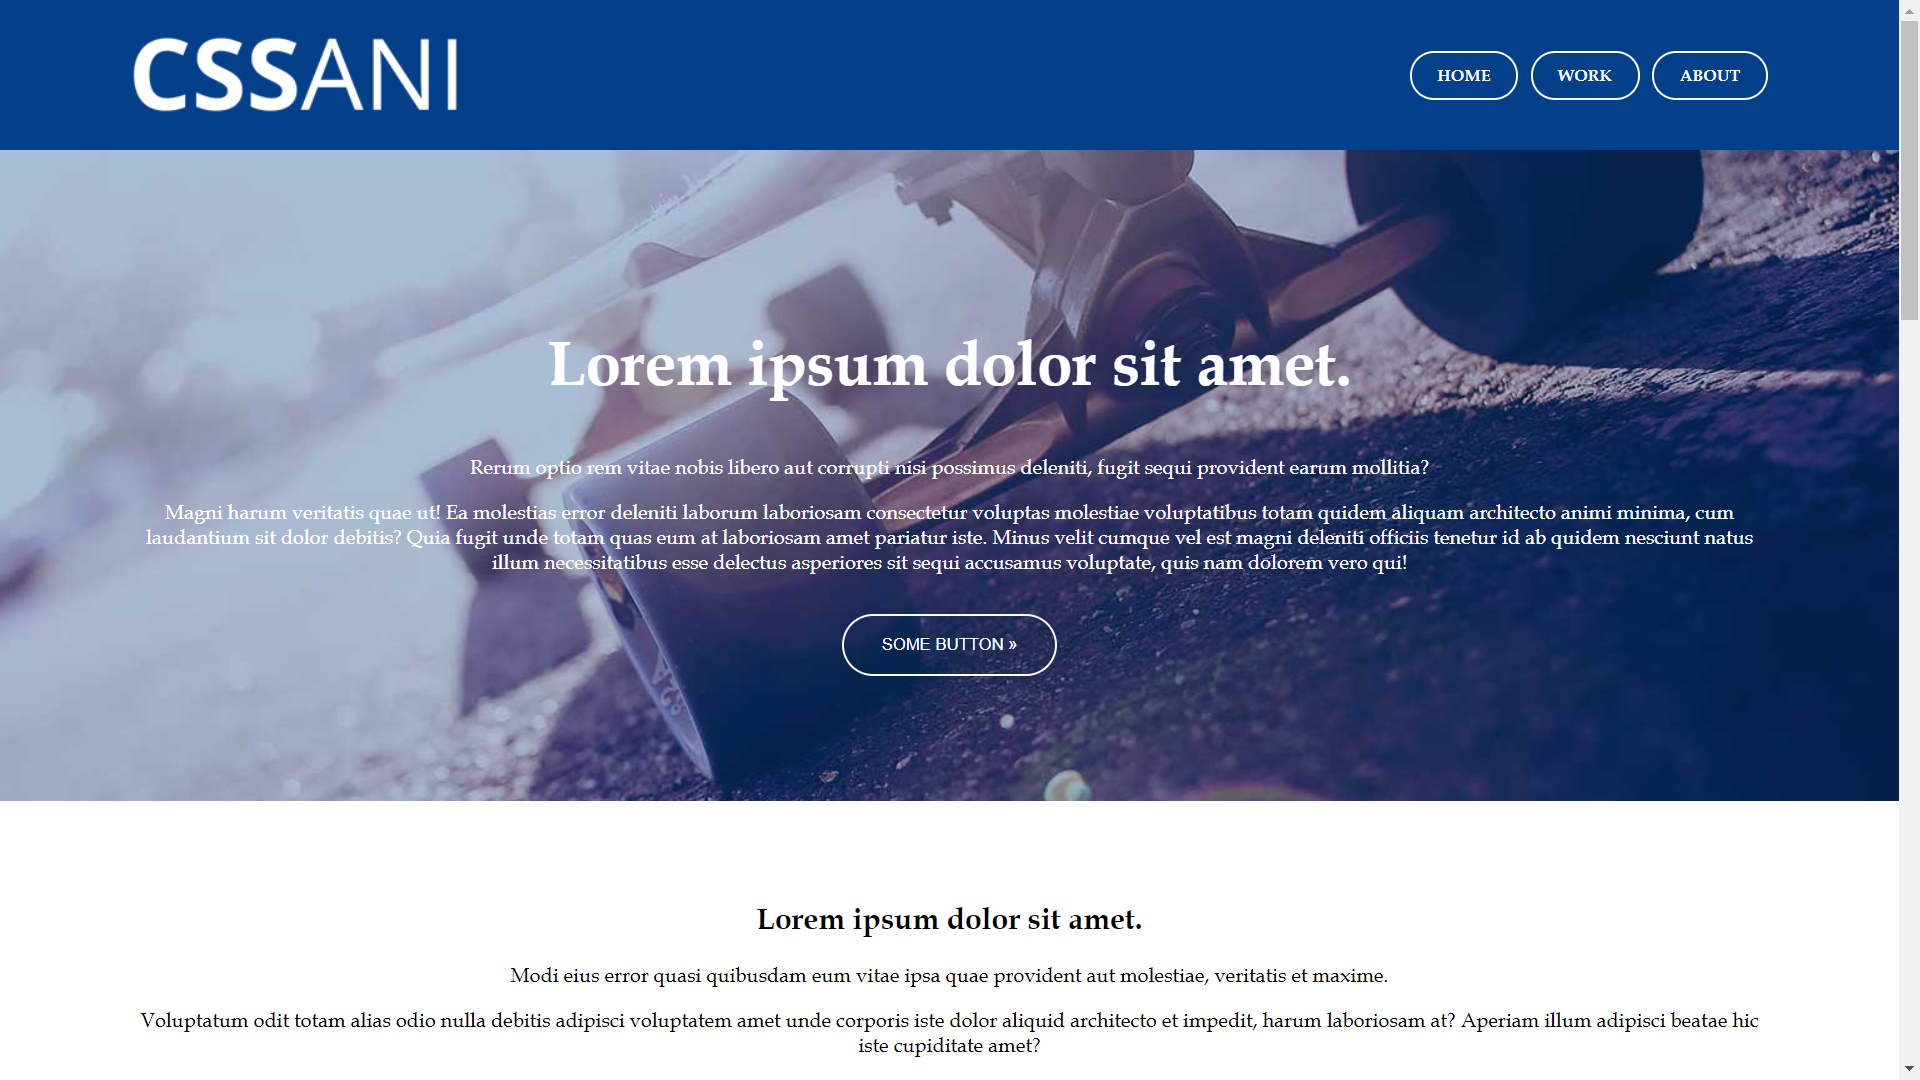 CSSANI
HOME
WORK
ABOUT
Lorem ipsum dolor sit amet.
Rerum optio rem vitae nobis libero aut corrupti nisi possimus deleniti, fugit sequi provident earum mollitia?
Magni harum veritatis quae ut! Ea molestias error deleniti laborum laboriosam consectetur voluptas molestiae voluptatibus totam quidem aliquam architecto animi minima, cum
laudantium sit dolor debitis? Quia fugit unde totam quas eum at laboriosam amet pariatur iste. Minus velit cumque vel est magni deleniti officiis tenetur id ab quidem nesciunt natus
illum necessitatibus esse delectus asperiores sit sequi accusamus voluptate, quis nam dolorem vero qui!
SOME BUTTON »
Lorem ipsum dolor sit amet.
Modi eius error quasi quibusdam eum vitae ipsa quae provident aut molestiae, veritatis et maxime.
Voluptatum odit totam alias odio nulla debitis adipisci voluptatem amet unde corporis iste dolor aliquid architecto et impedit, harum laboriosam at? Aperiam illum adipisci beatae hic
iste cupiditate amet?